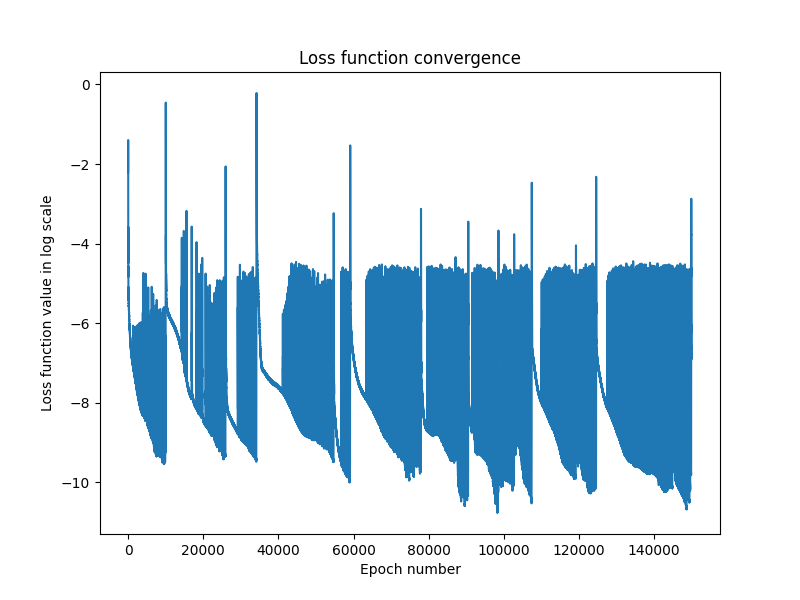 Loss function convergence
0
−2
−4
−6
−8
−10
Loss function value in log scale
0 20000 40000 60000 80000 100000 120000 140000
Epoch number